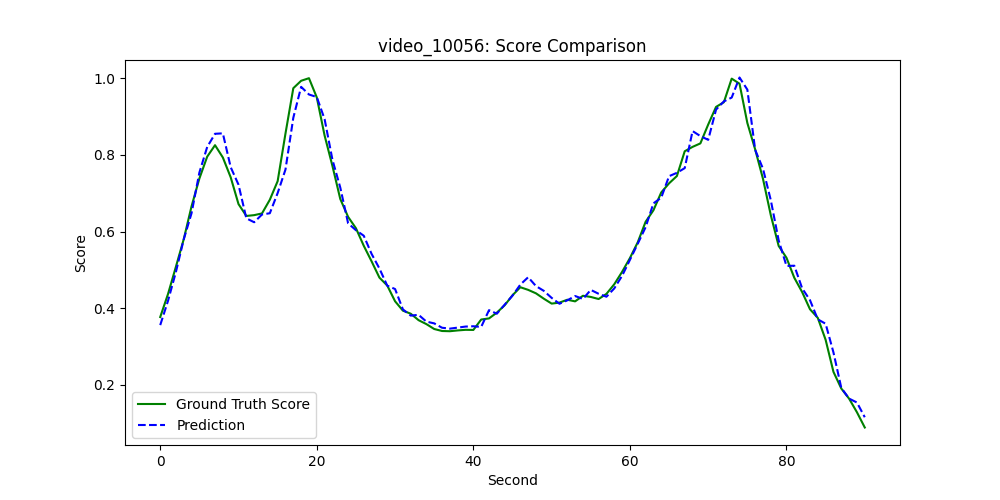 video_10056: Score Comparison
1.0
0.8
0.6
0.4
0.2
Score
Ground Truth Score
Prediction
0 20 40 60 80
Second